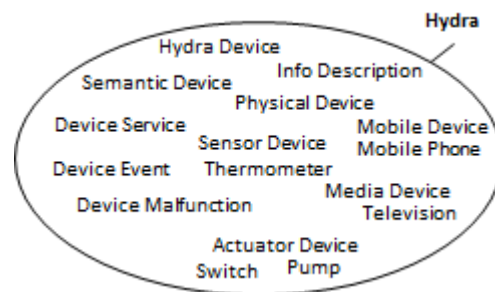 Hydra
Hydra Device
Info Description
Semantic Device
Physical Device
Device Service
Mobile Device
Sensor Device
Mobile Phone
Device Event
Thermometer
Media Device
Device Malfunction
Television
Actuator Device
Switch
Pump